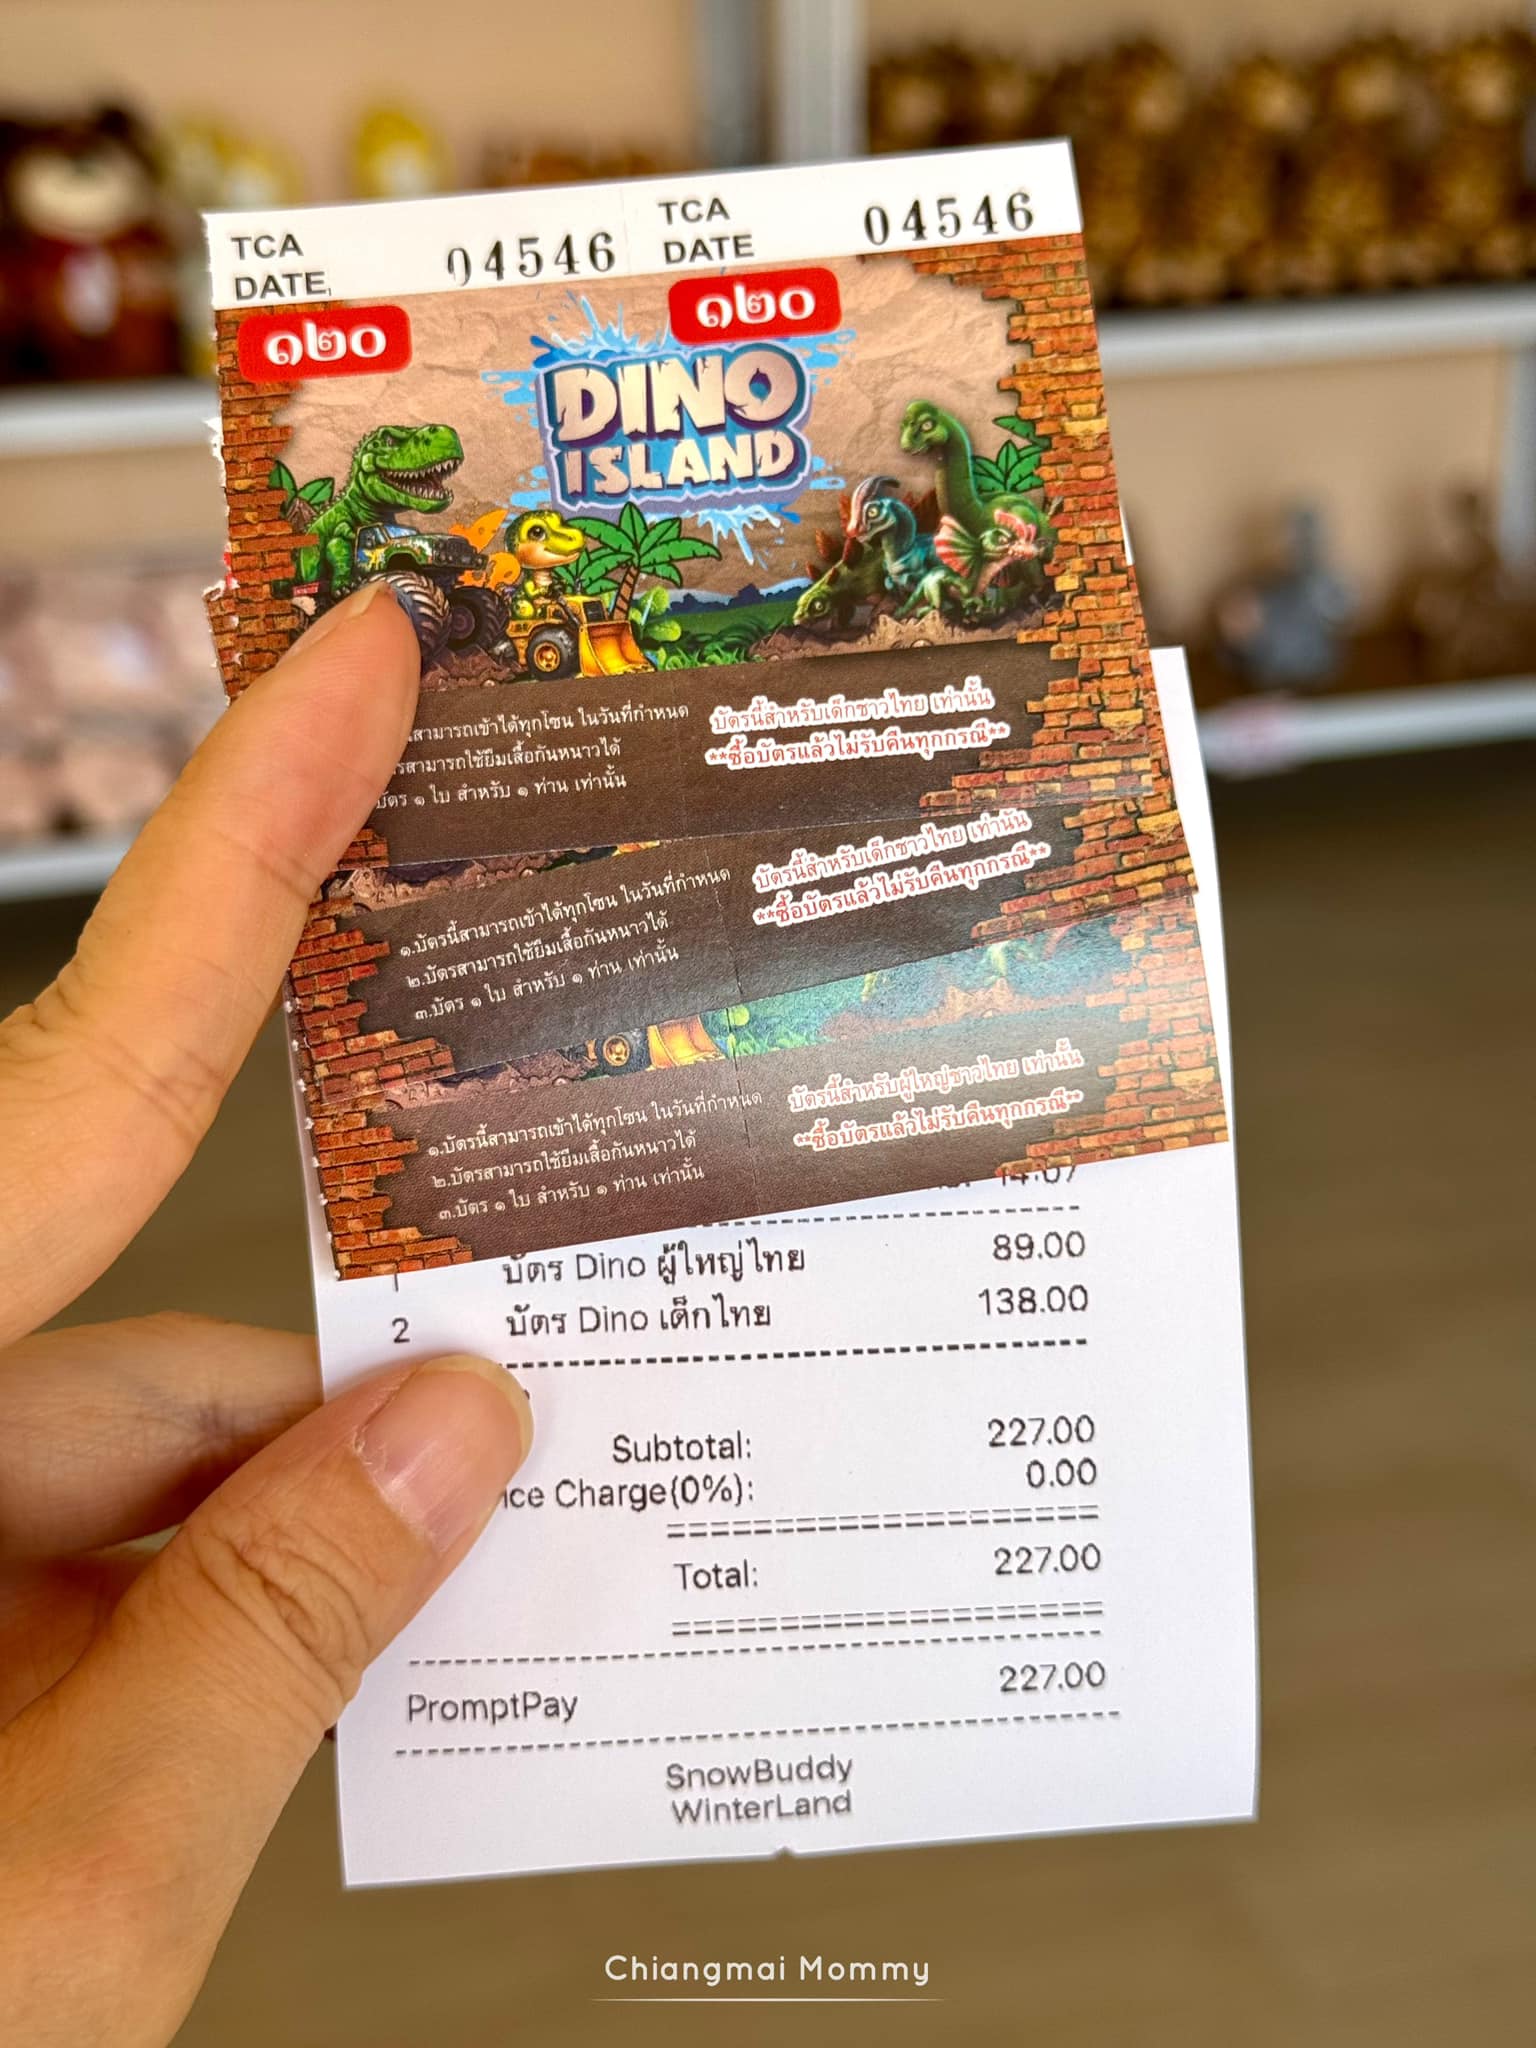 TCA
DATE
04546
TCA
DATE
04546
๑๒๐
๑๒๐
DINO
ISLAND
สามารถเข้าได้ทุกโซน ในวันที่กำหนด
สามารถใช้ยืมเสื้อกันหนาวได้
บัตร ๑ ใบ สำหรับ ๑ ท่าน เท่านั้น
บัตรนี้สำหรับเด็กชาวไทย เท่านั้น
**ซื้อบัตรแล้วไม่รับคืนทุกกรณี**
๑.บัตรนี้สามารถเข้าได้ทุกโซน ในวันที่กำหนด
๒.บัตรสามารถใช้ยืมเสื้อกันหนาวได้
๓.บัตร ๑ ใบ สำหรับ ๑ ท่าน เท่านั้น
บัตรนี้สำหรับเด็กชาวไทย เท่านั้น
**ซื้อบัตรแล้วไม่รับคืนทุกกรณี**
๑.บัตรนี้สามารถเข้าได้ทุกโซน ในวันที่กำหนด
๒.บัตรสามารถใช้ยืมเสื้อกันหนาวได้
๓.บัตร ๑ ใบ สำหรับ ๑ ท่าน เท่านั้น
บัตรนี้สำหรับผู้ใหญ่ชาวไทย เท่านั้น
**ซื้อบัตรแล้วไม่รับคืนทุกกรณี**
14:07
1 บัตร Dino ผู้ใหญ่ไทย 89.00
2 บัตร Dino เด็กไทย 138.00
Subtotal: 227.00
ice Charge(0%): 0.00
Total: 227.00
PromptPay 227.00
SnowBuddy
WinterLand
Chiangmai Mommy